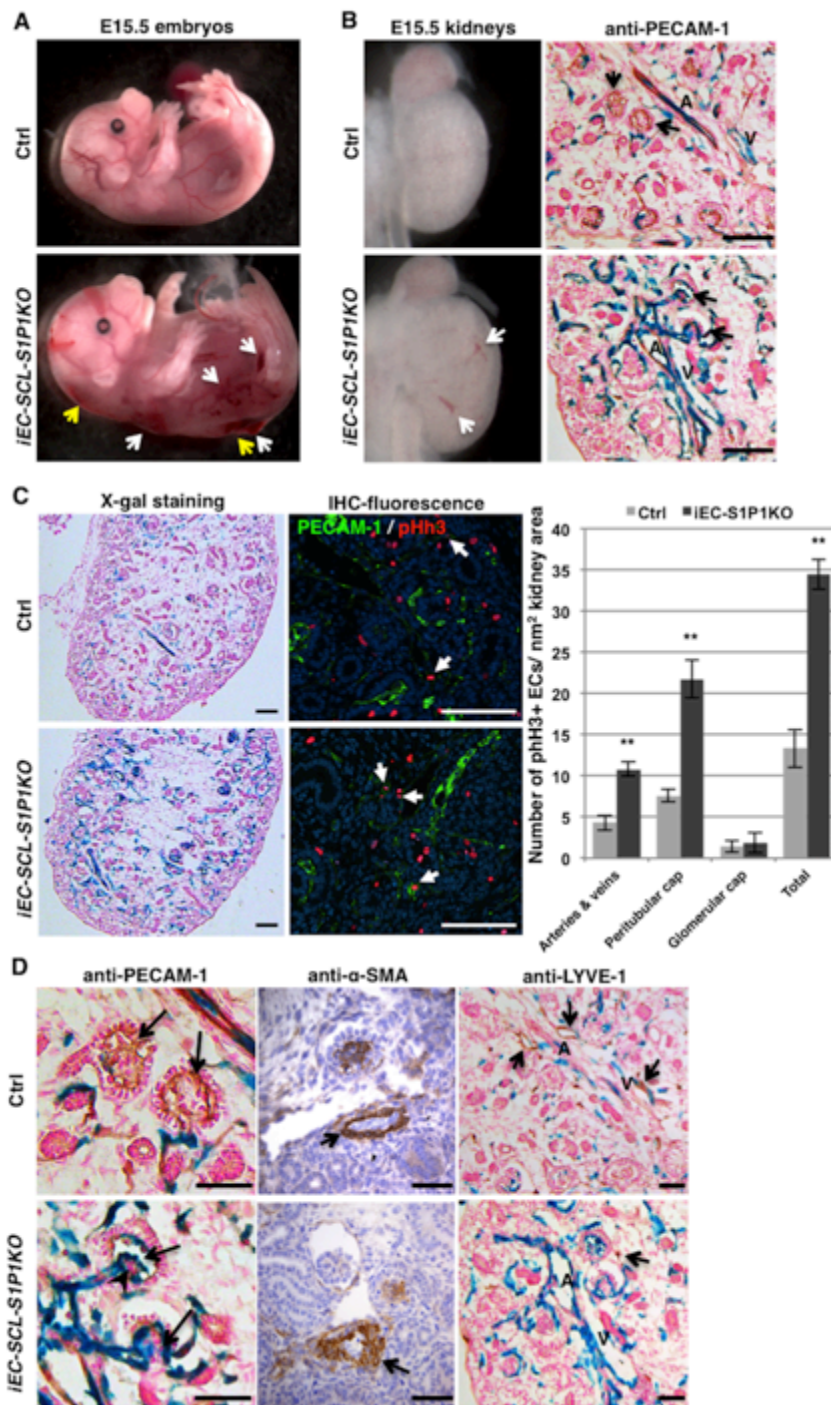 A
E15.5 embryos
Ctrl
iEC-SCL-S1P1KO
B
E15.5 kidneys
anti-PECAM-1
Ctrl
A
V
iEC-SCL-S1P1KO
A
V
C
X-gal staining
IHC-fluorescence
PECAM-1 / pHh3
Ctrl
iEC-SCL-S1P1KO
Ctrl
iEC-S1P1KO
Number of phH3+ ECs/ nm² kidney area
40
35
30
25
20
15
10
5
0
**
**
**
Arteries & veins
Peritubular cap
Glomerular cap
Total
D
anti-PECAM-1
anti-α-SMA
anti-LYVE-1
Ctrl
A
V
iEC-SCL-S1P1KO
A
V